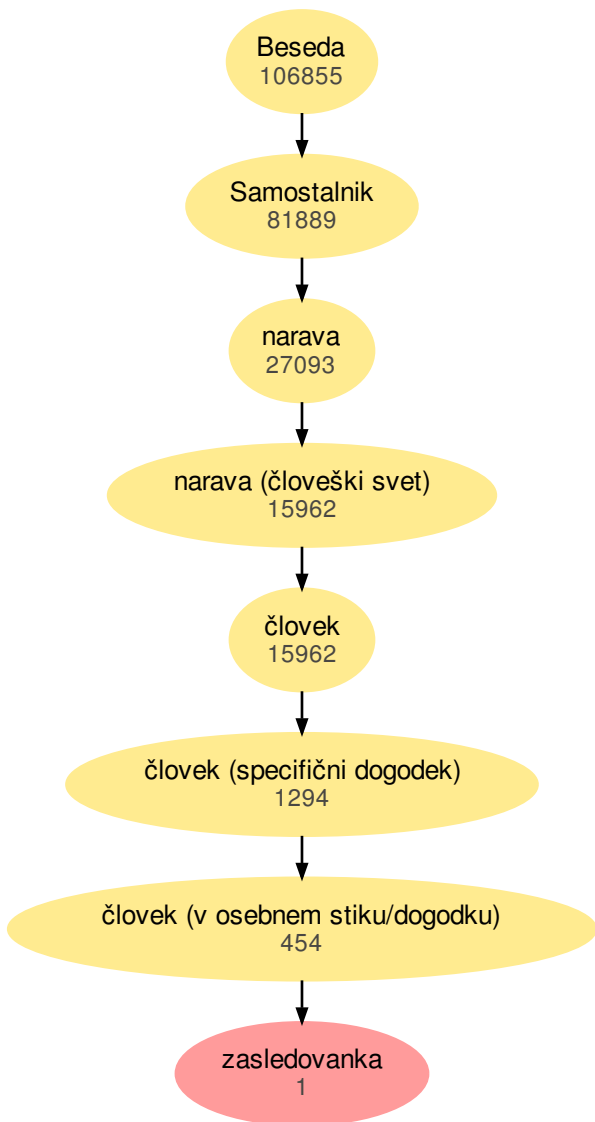 Beseda
106855
Samostalnik
81889
narava
27093
narava (človeški svet)
15962
človek
15962
človek (specifični dogodek)
1294
človek (v osebnem stiku/dogodku)
454
zasledovanka
1